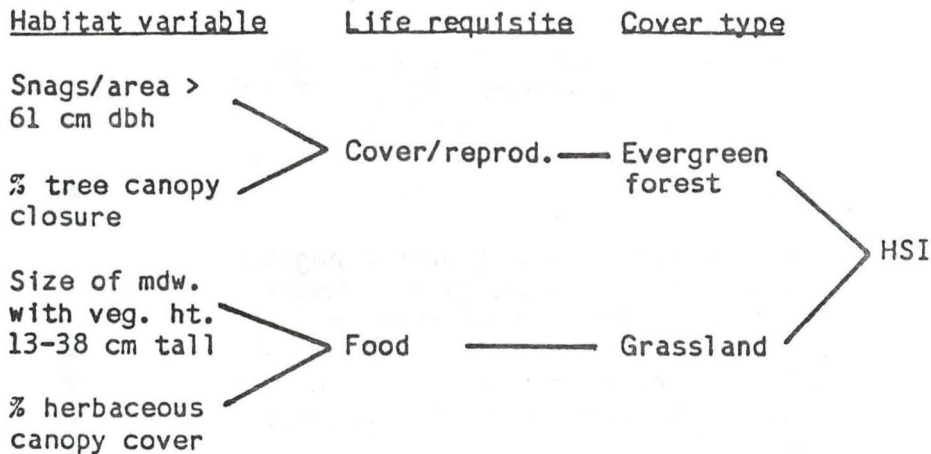 Habitat variable Life requisite Cover type
Snags/area >
61 cm dbh
Cover/reprod. Evergreen
forest
% tree canopy
closure
HSI
Size of mdw.
with veg. ht.
13-38 cm tall
Food Grassland
% herbaceous
canopy cover